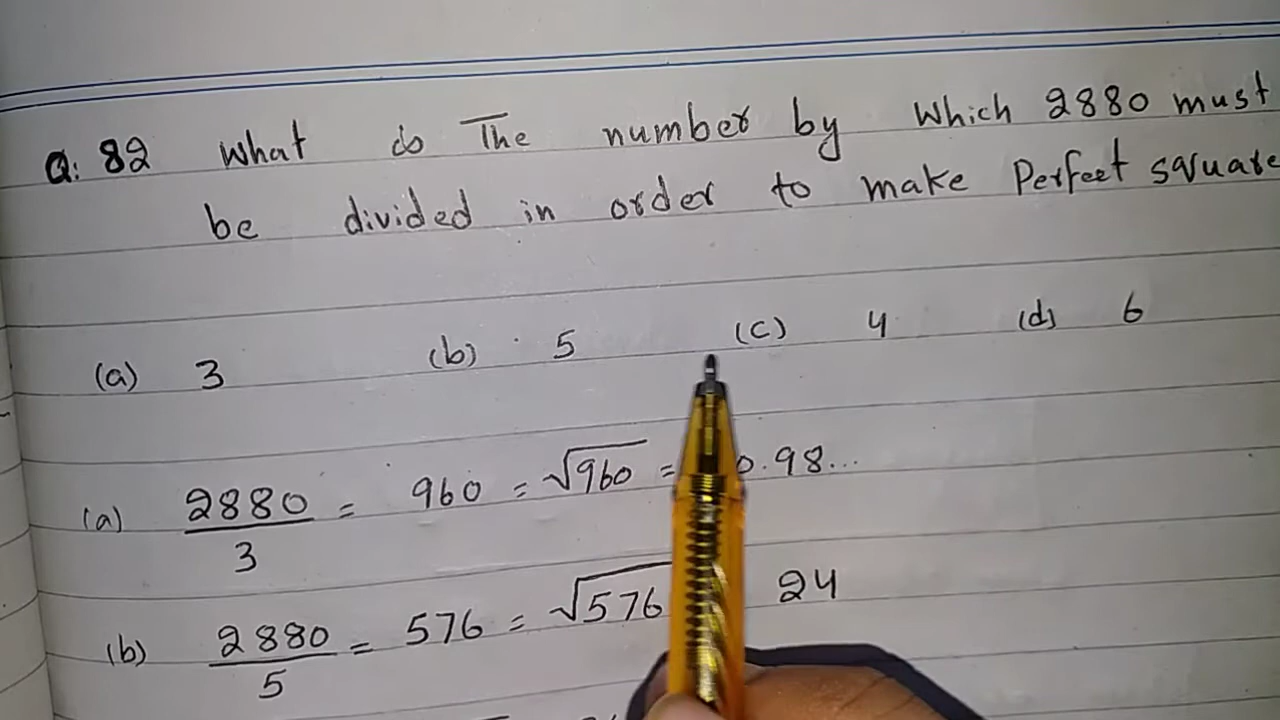 Q: 82 What is The number by Which 2880 must
be divided in order to make Perfect square
(a) 3 (b) 5 (c) 4 (d) 6
(a) 2880/3 = 960 = √960 = 0.98...
(b) 2880/5 = 576 = √576 24